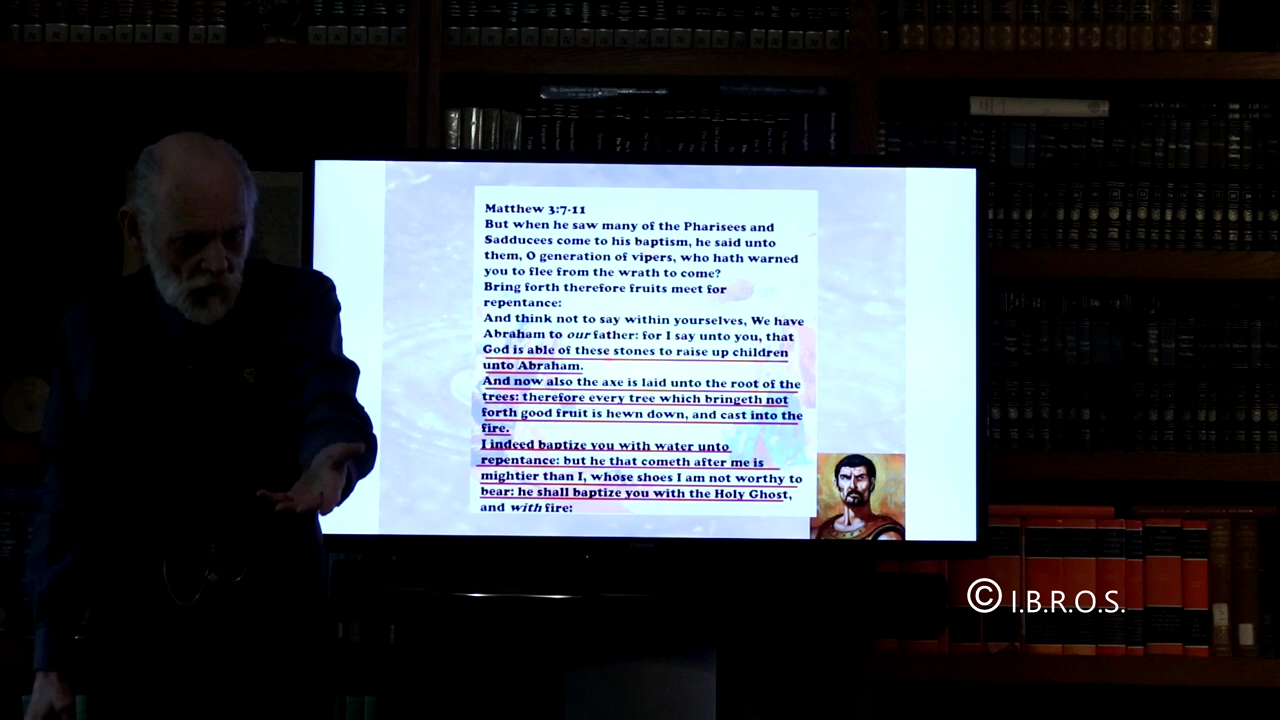 Matthew 3:7-11
But when he saw many of the Pharisees and
Sadducees come to his baptism, he said unto
them, O generation of vipers, who hath warned
you to flee from the wrath to come?
Bring forth therefore fruits meet for
repentance:
And think not to say within yourselves, We have
Abraham to our father: for I say unto you, that
God is able of these stones to raise up children
unto Abraham.
And now also the axe is laid unto the root of the
trees: therefore every tree which bringeth not
forth good fruit is hewn down, and cast into the
fire.
I indeed baptize you with water unto
repentance: but he that cometh after me is
mightier than I, whose shoes I am not worthy to
bear: he shall baptize you with the Holy Ghost,
and with fire:
© I.B.R.O.S.